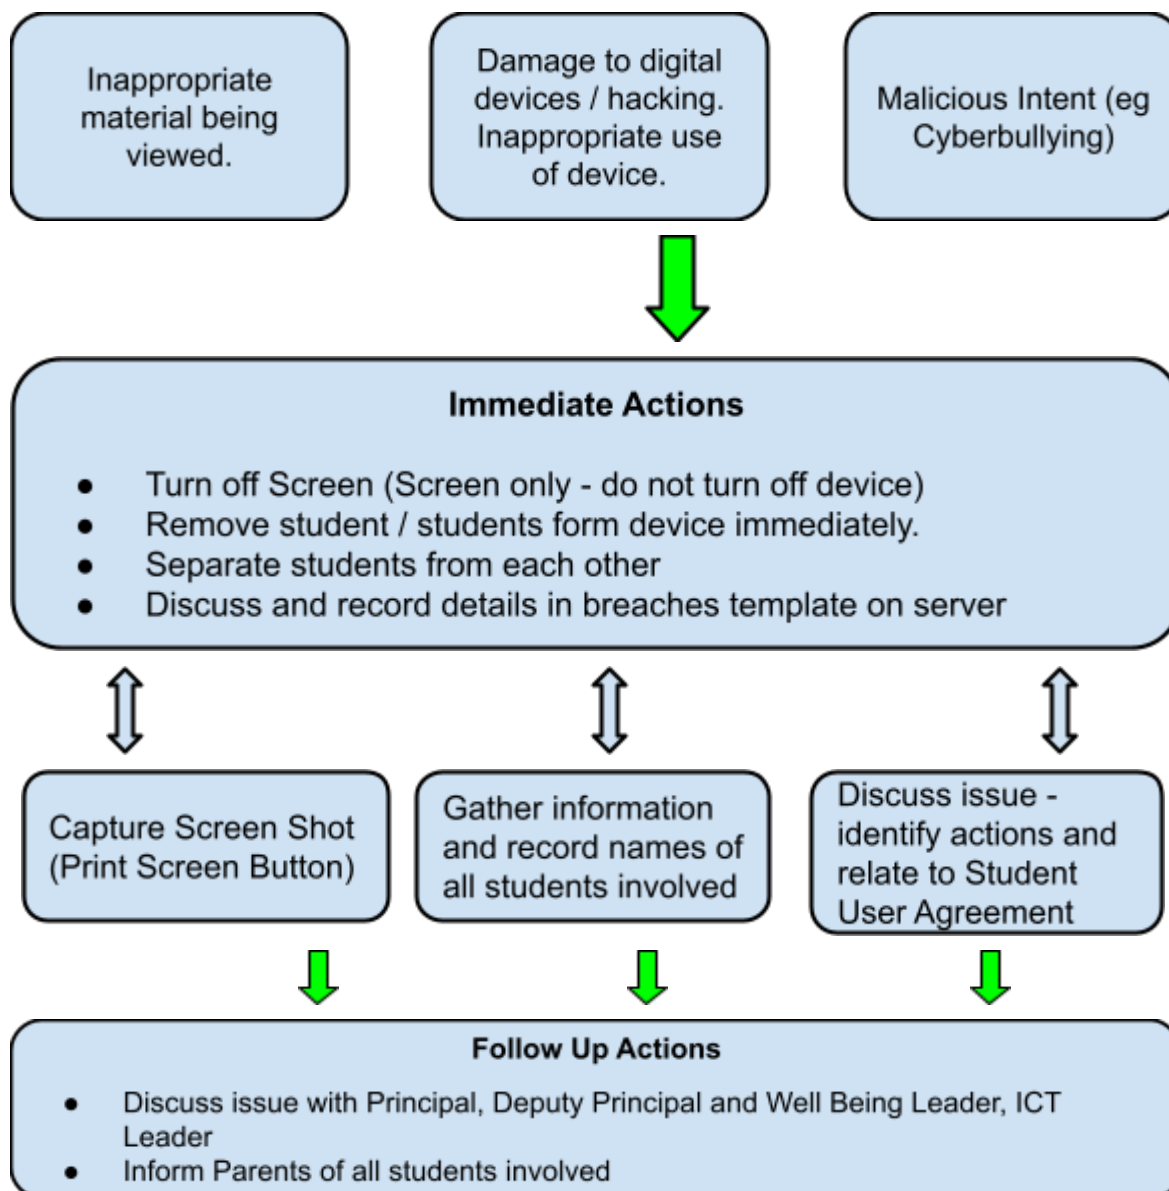 Inappropriate
material being
viewed.
Damage to digital
devices / hacking.
Inappropriate use
of device.
Malicious Intent (eg
Cyberbullying)
Immediate Actions
● Turn off Screen (Screen only - do not turn off device)
● Remove student / students form device immediately.
● Separate students from each other
● Discuss and record details in breaches template on server
Capture Screen Shot
(Print Screen Button)
Gather information
and record names of
all students involved
Discuss issue -
identify actions and
relate to Student
User Agreement
Follow Up Actions
● Discuss issue with Principal, Deputy Principal and Well Being Leader, ICT
Leader
● Inform Parents of all students involved